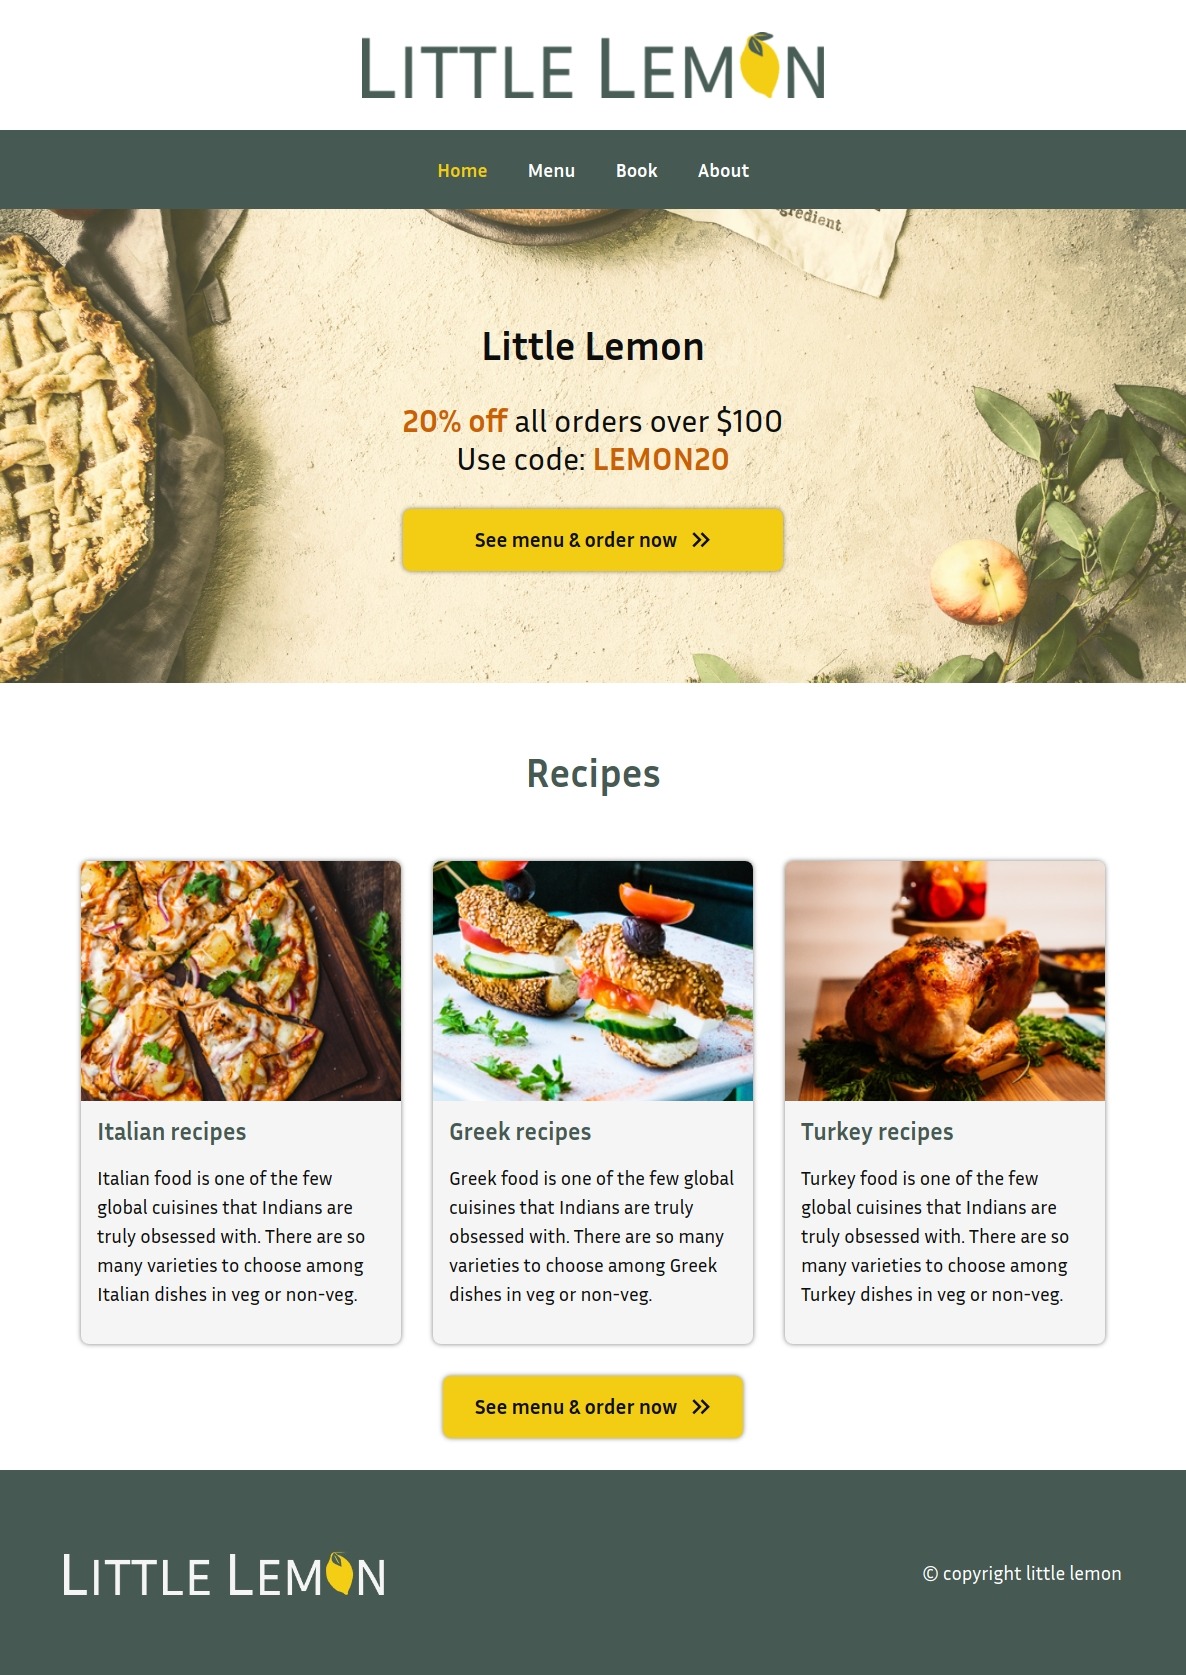 LITTLE LEMON
Home Menu Book About
gredient.
Little Lemon
20% off all orders over $100
Use code: LEMON20
See menu & order now
Recipes
Italian recipes
Italian food is one of the few
global cuisines that Indians are
truly obsessed with. There are so
many varieties to choose among
Italian dishes in veg or non-veg.
Greek recipes
Greek food is one of the few global
cuisines that Indians are truly
obsessed with. There are so many
varieties to choose among Greek
dishes in veg or non-veg.
Turkey recipes
Turkey food is one of the few
global cuisines that Indians are
truly obsessed with. There are so
many varieties to choose among
Turkey dishes in veg or non-veg.
See menu & order now
LITTLE LEMON
© copyright little lemon